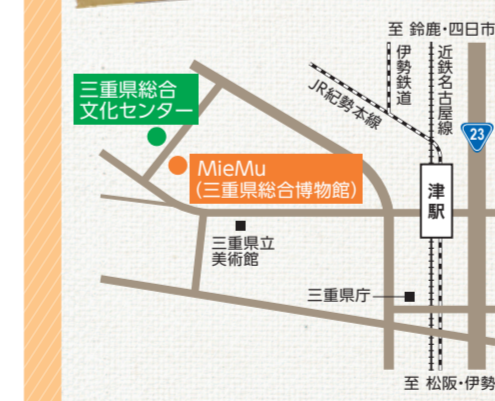 至 鈴鹿・四日市
伊勢鉄道
近鉄名古屋線
JR紀勢本線
三重県総合
文化センター
23
MieMu
(三重県総合博物館)
津駅
三重県立
美術館
三重県庁
至 松阪・伊勢